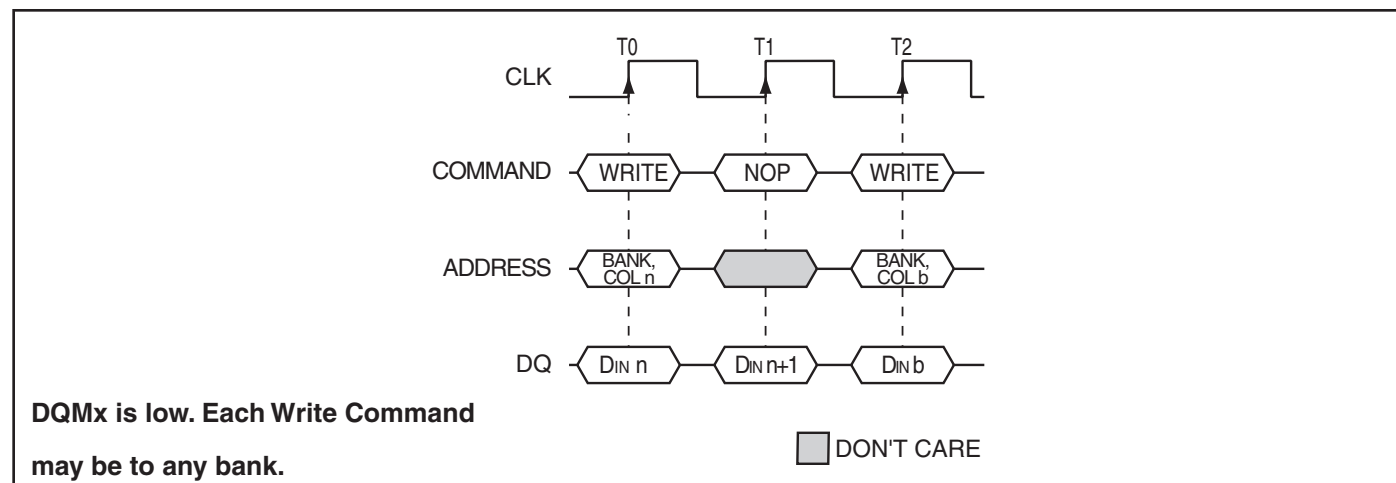 T0 T1 T2
CLK
COMMAND WRITE NOP WRITE
ADDRESS BANK, COL n BANK, COL b
DQ DIN n DIN n+1 DIN b
DQMx is low. Each Write Command
may be to any bank.
DON'T CARE